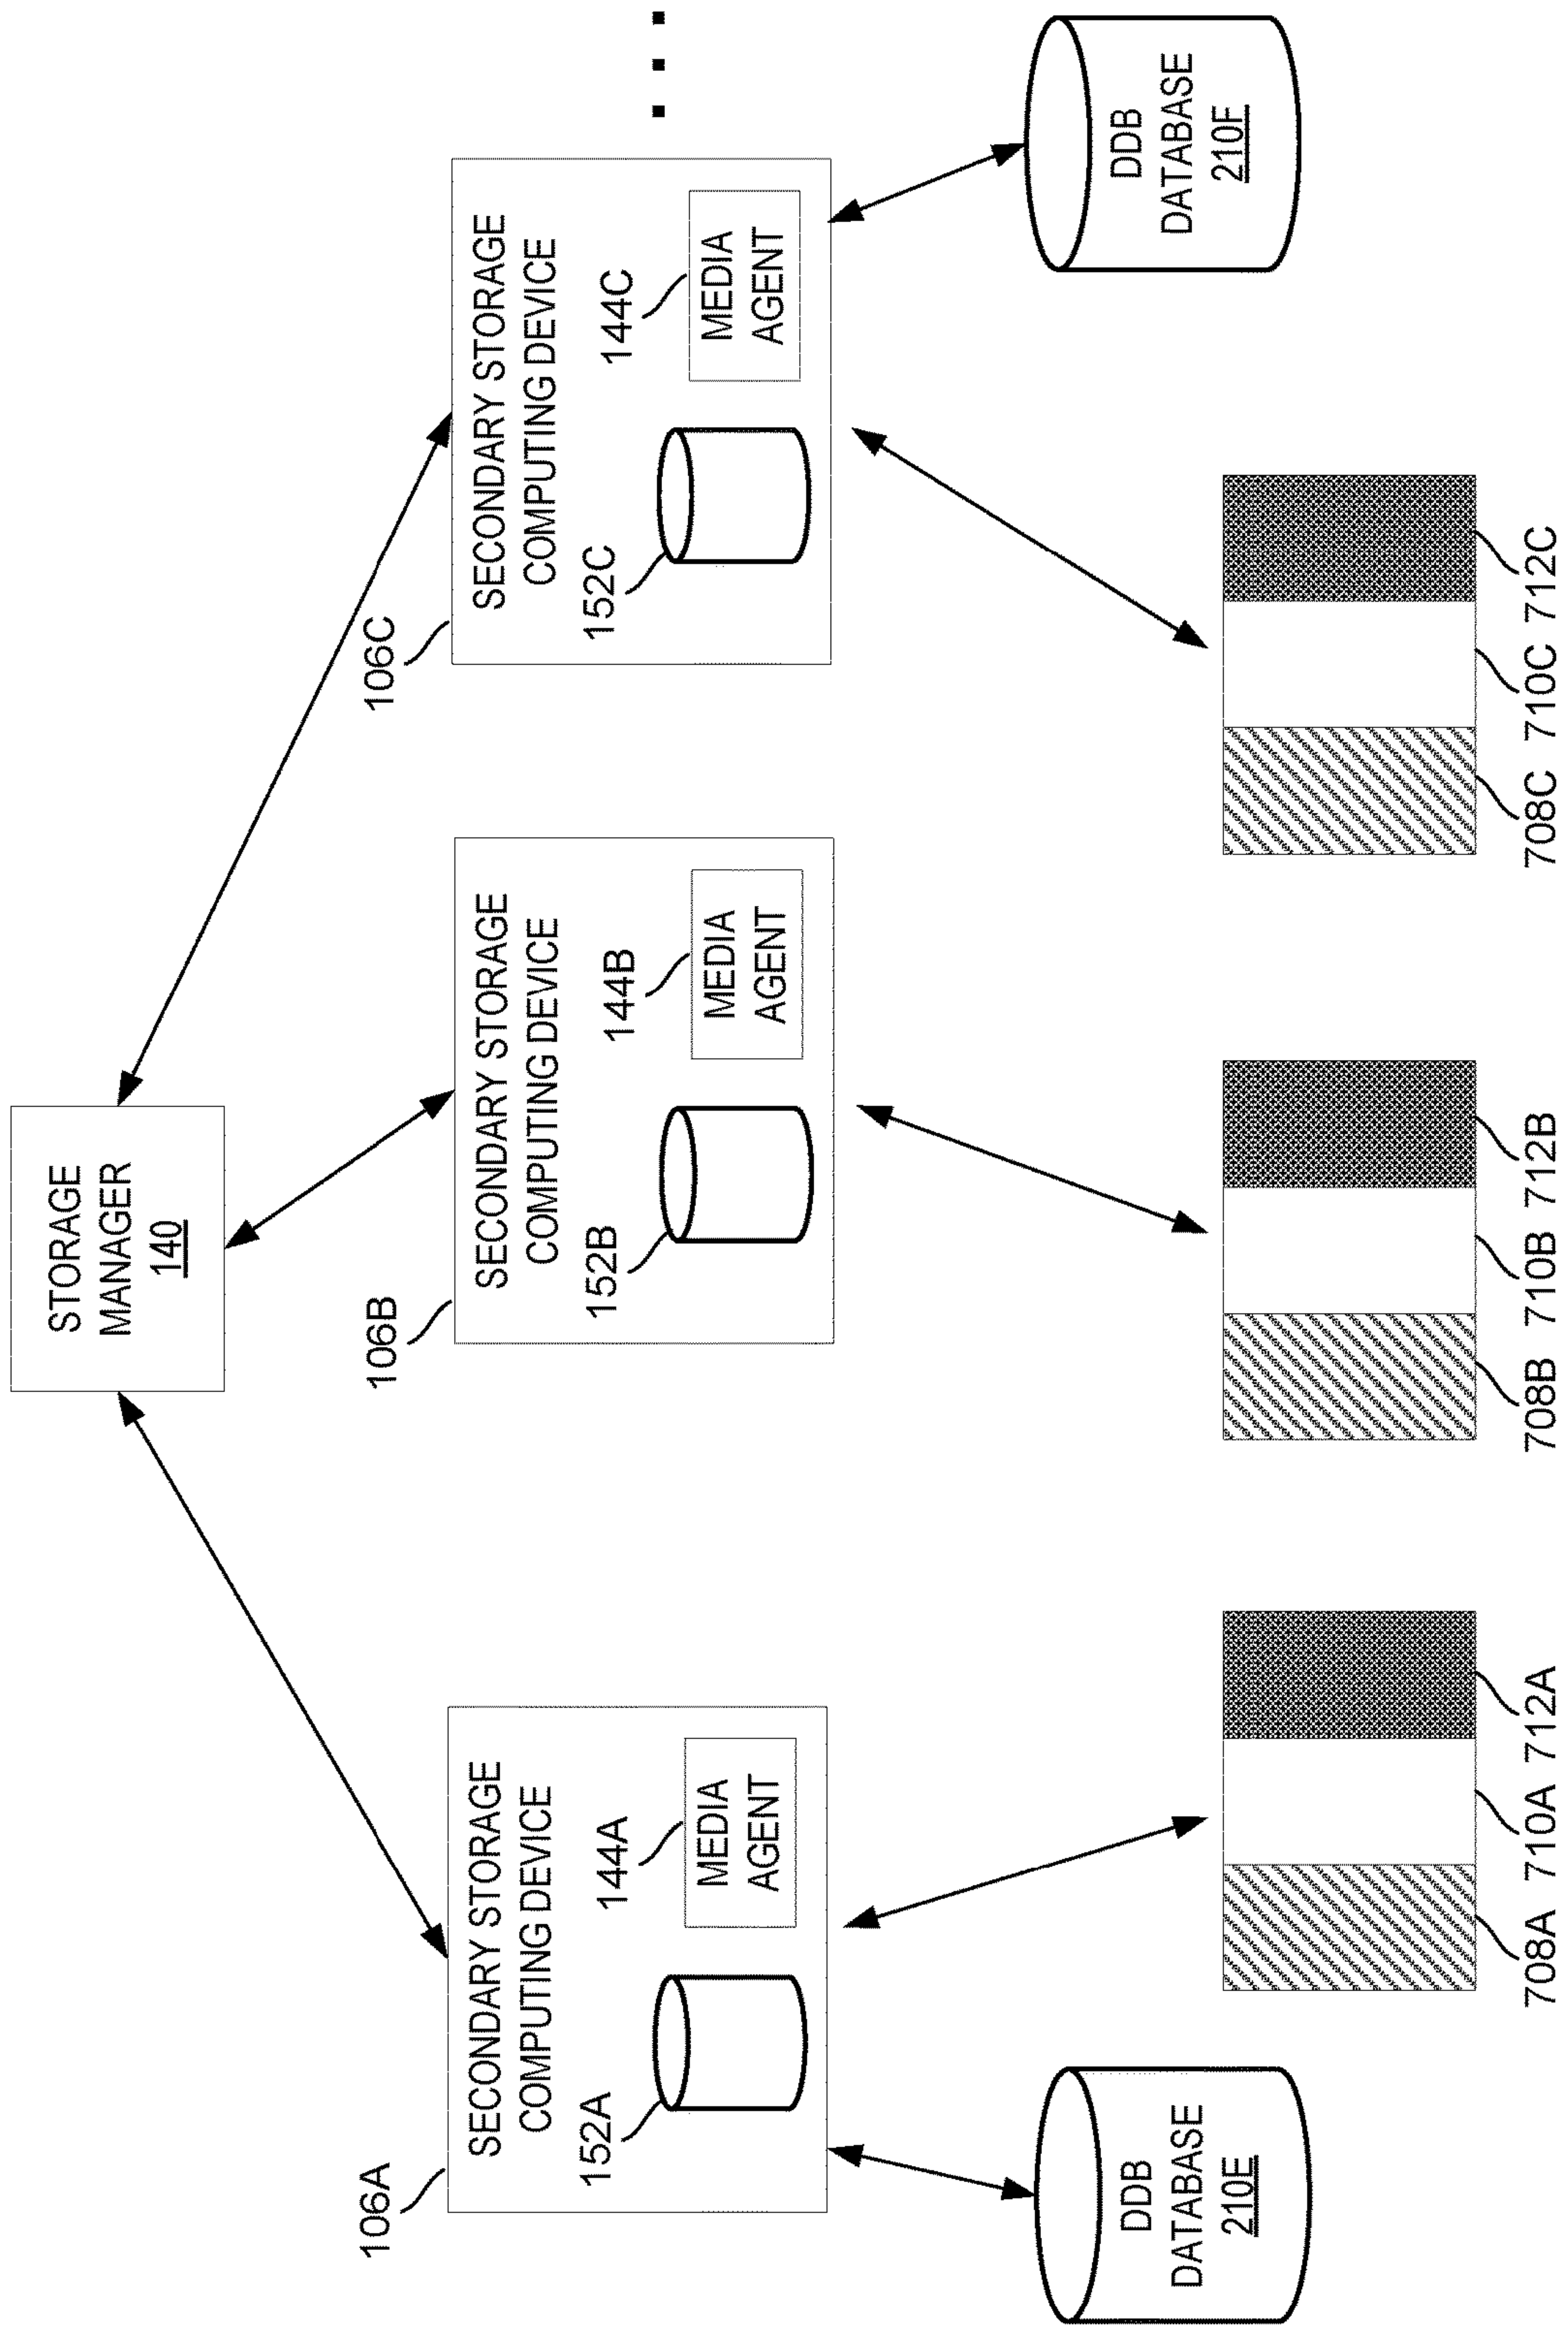 STORAGE
MANAGER
140
106A
SECONDARY STORAGE
COMPUTING DEVICE
152A
144A
MEDIA
AGENT
106B
SECONDARY STORAGE
COMPUTING DEVICE
152B
144B
MEDIA
AGENT
106C
SECONDARY STORAGE
COMPUTING DEVICE
152C
144C
MEDIA
AGENT
DDB
DATABASE
210E
DDB
DATABASE
210F
708A
710A
712A
708B
710B
712B
708C
710C
712C